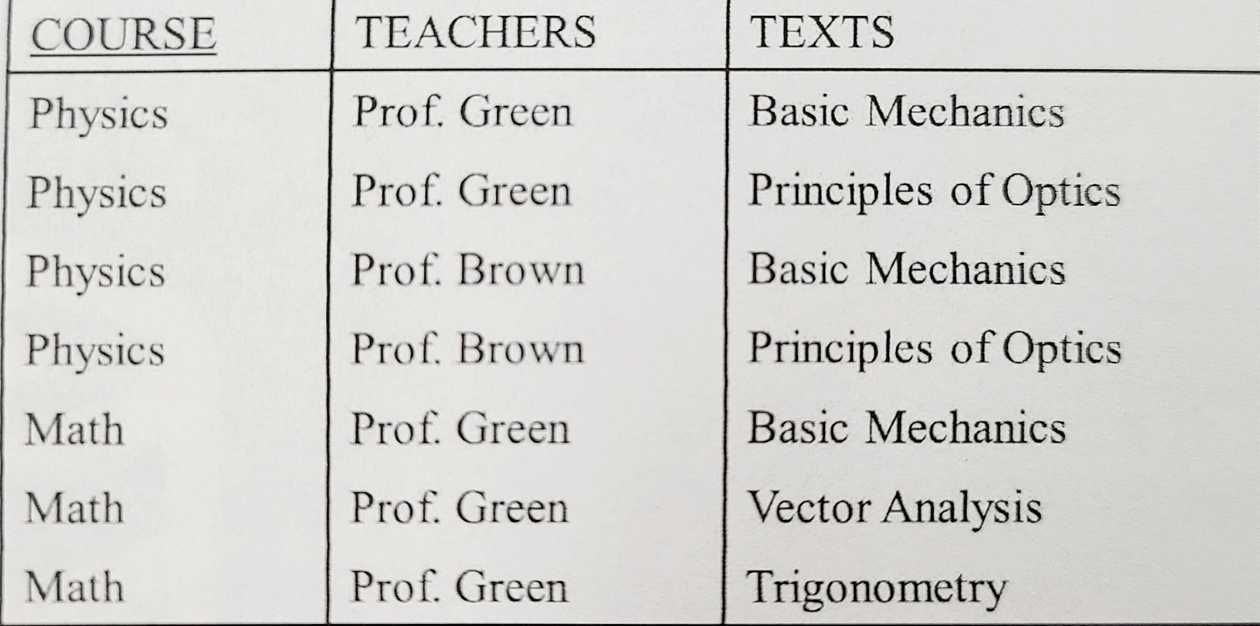 COURSE TEACHERS TEXTS
Physics Prof. Green Basic Mechanics
Physics Prof. Green Principles of Optics
Physics Prof. Brown Basic Mechanics
Physics Prof. Brown Principles of Optics
Math Prof. Green Basic Mechanics
Math Prof. Green Vector Analysis
Math Prof. Green Trigonometry